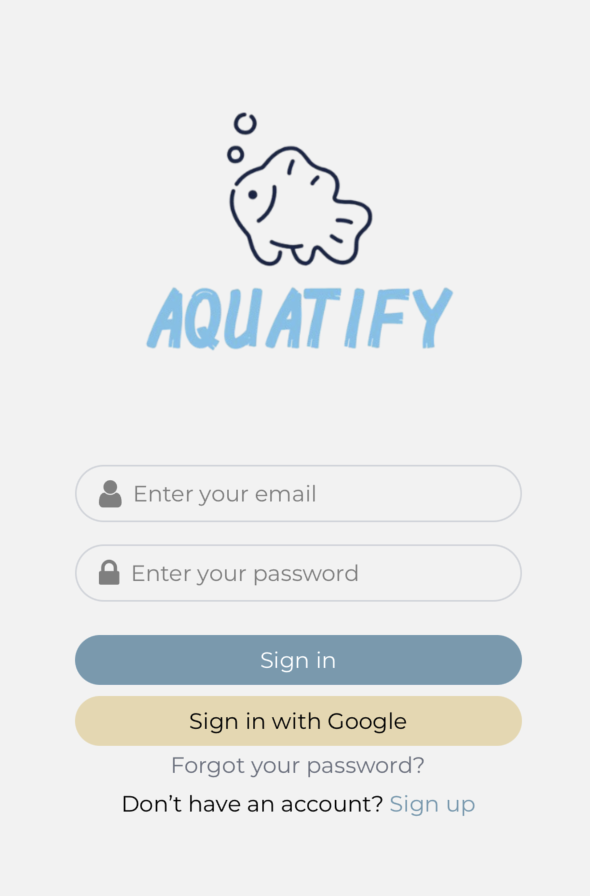 AQUATIFY
Enter your email
Enter your password
Sign in
Sign in with Google
Forgot your password?
Don’t have an account? Sign up